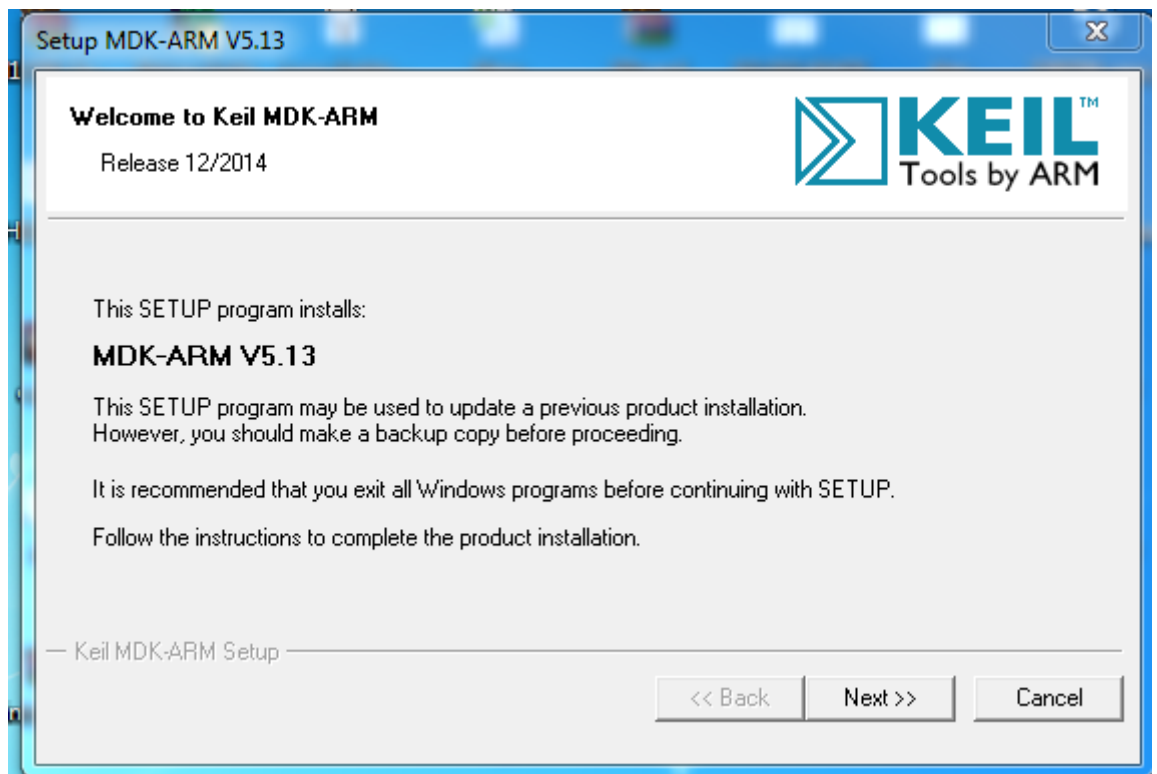 Setup MDK-ARM V5.13
Welcome to Keil MDK-ARM
Release 12/2014
KEIL™
Tools by ARM
This SETUP program installs:
MDK-ARM V5.13
This SETUP program may be used to update a previous product installation.
However, you should make a backup copy before proceeding.
It is recommended that you exit all Windows programs before continuing with SETUP.
Follow the instructions to complete the product installation.
Keil MDK-ARM Setup
<< Back
Next >>
Cancel